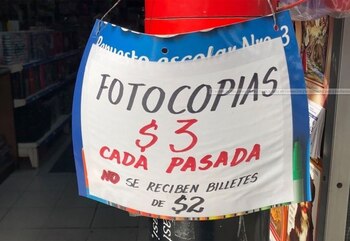 Repuesto escolar Nro. 3
FOTOCOPIAS
$3
CADA PASADA
NO SE RECIBEN BILLETES
DE $2